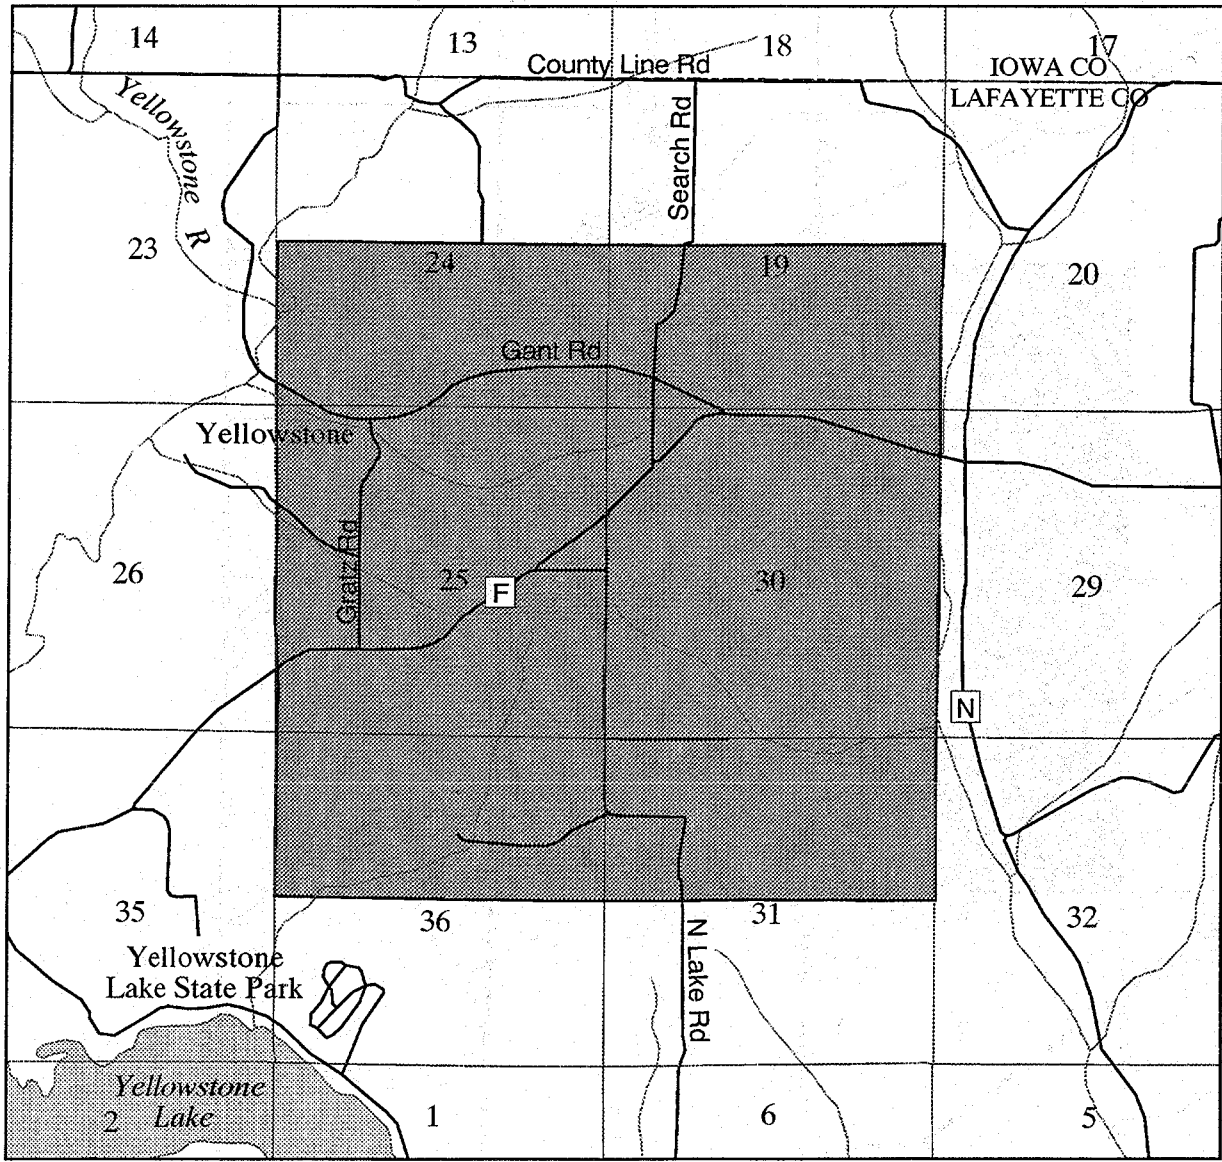 14
13
18
17
County Line Rd
IOWA CO
LAFAYETTE CO
Yellowstone R
Search Rd
23
24
19
20
Gant Rd
Yellowstone
Gratz Rd
26
25
F
30
29
N
35
36
31
32
Yellowstone
Lake State Park
N Lake Rd
Yellowstone
Lake
2
1
6
5